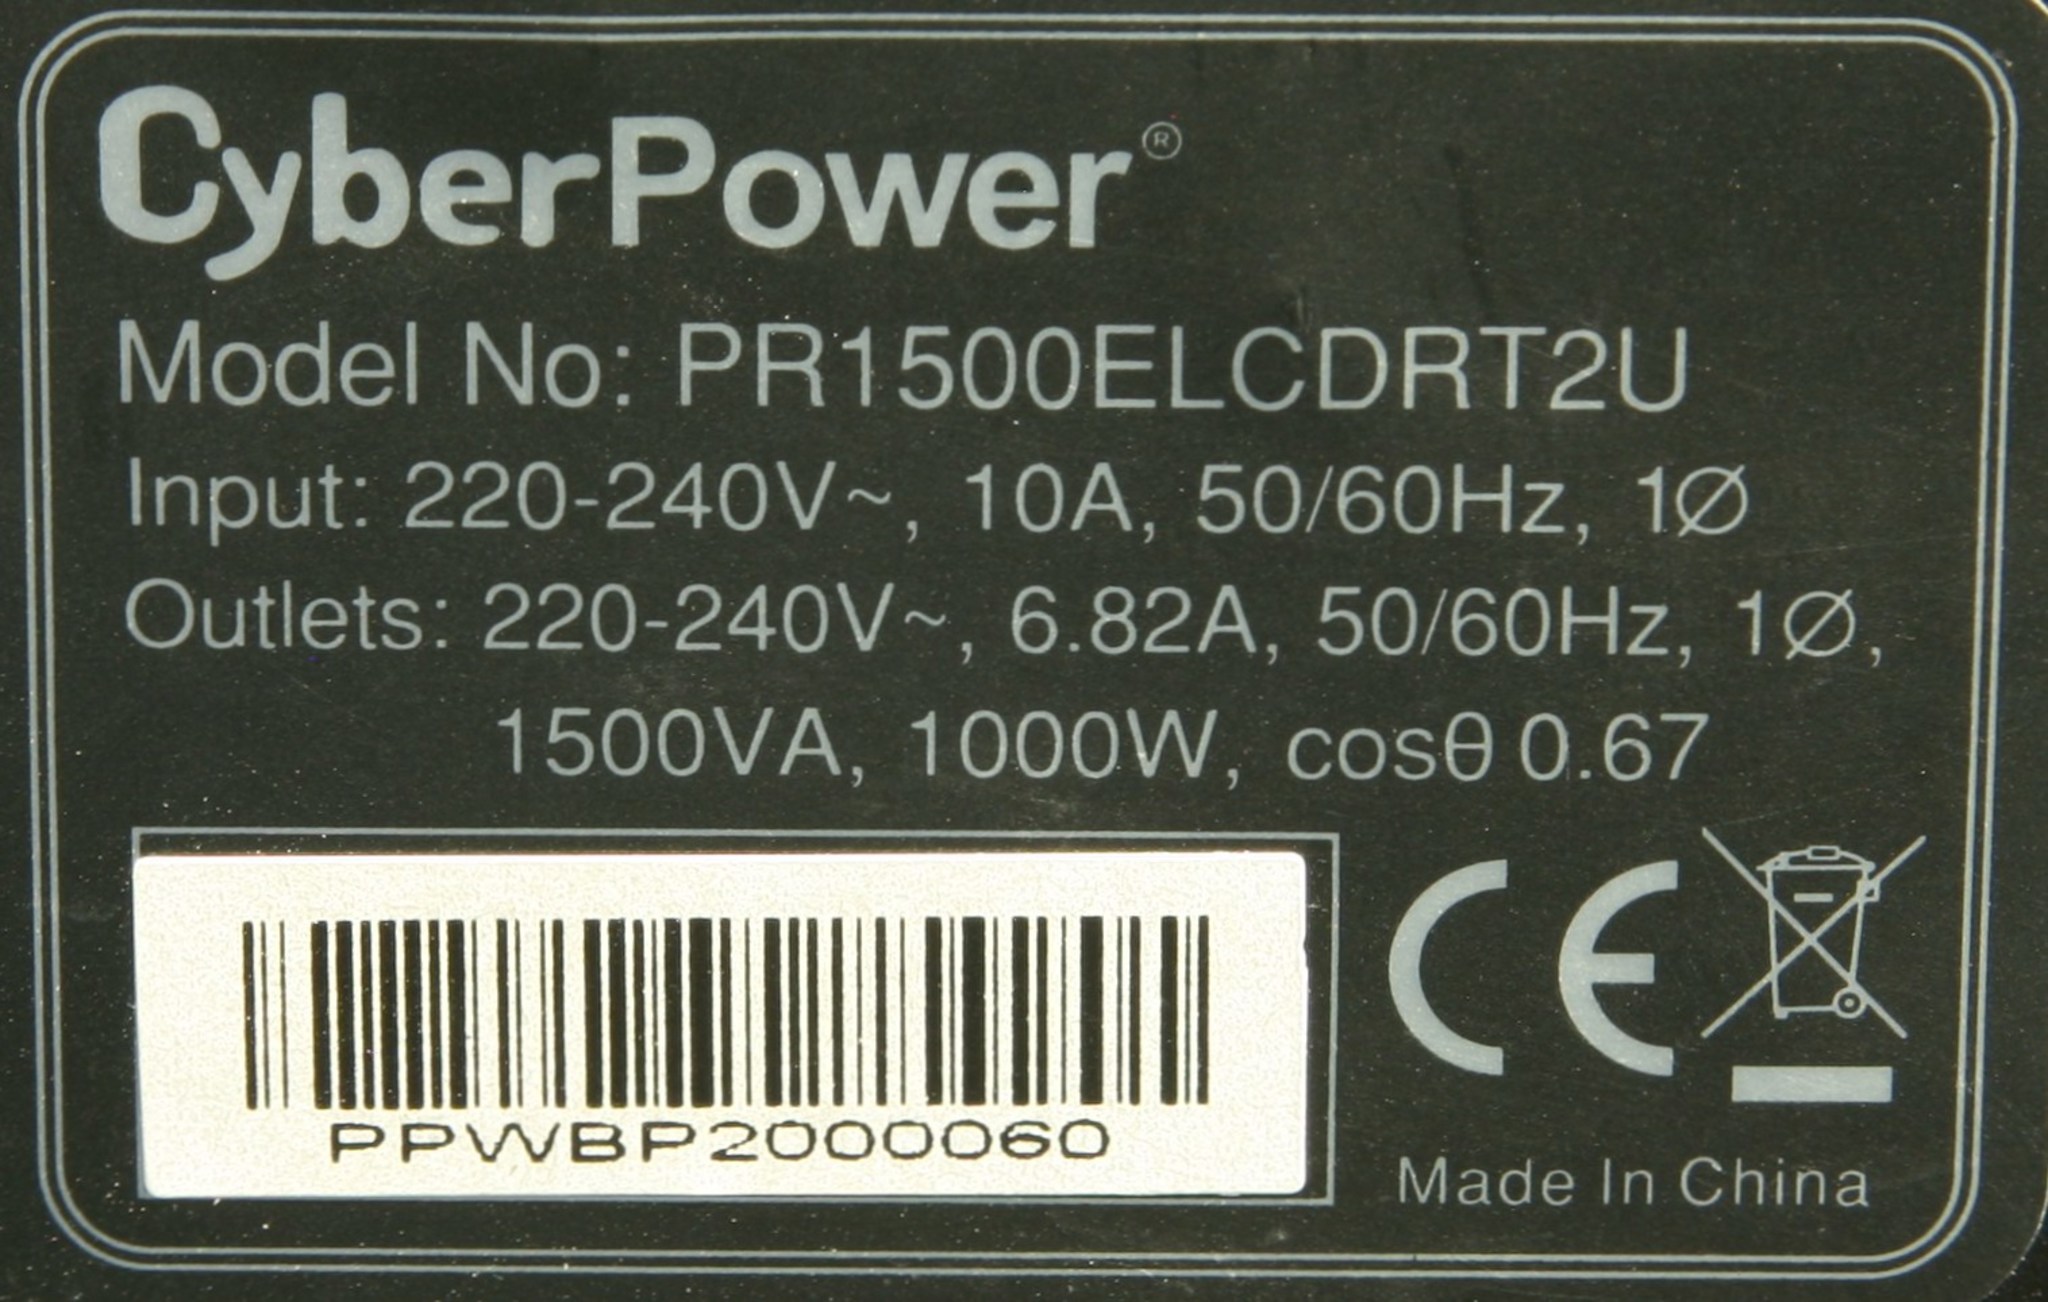 CyberPower®
Model No: PR1500ELCDRT2U
Input: 220-240V~, 10A, 50/60Hz, 1Ø
Outlets: 220-240V~, 6.82A, 50/60Hz, 1Ø,
1500VA, 1000W, cosθ 0.67
PPWBP2000060
CE
Made In China